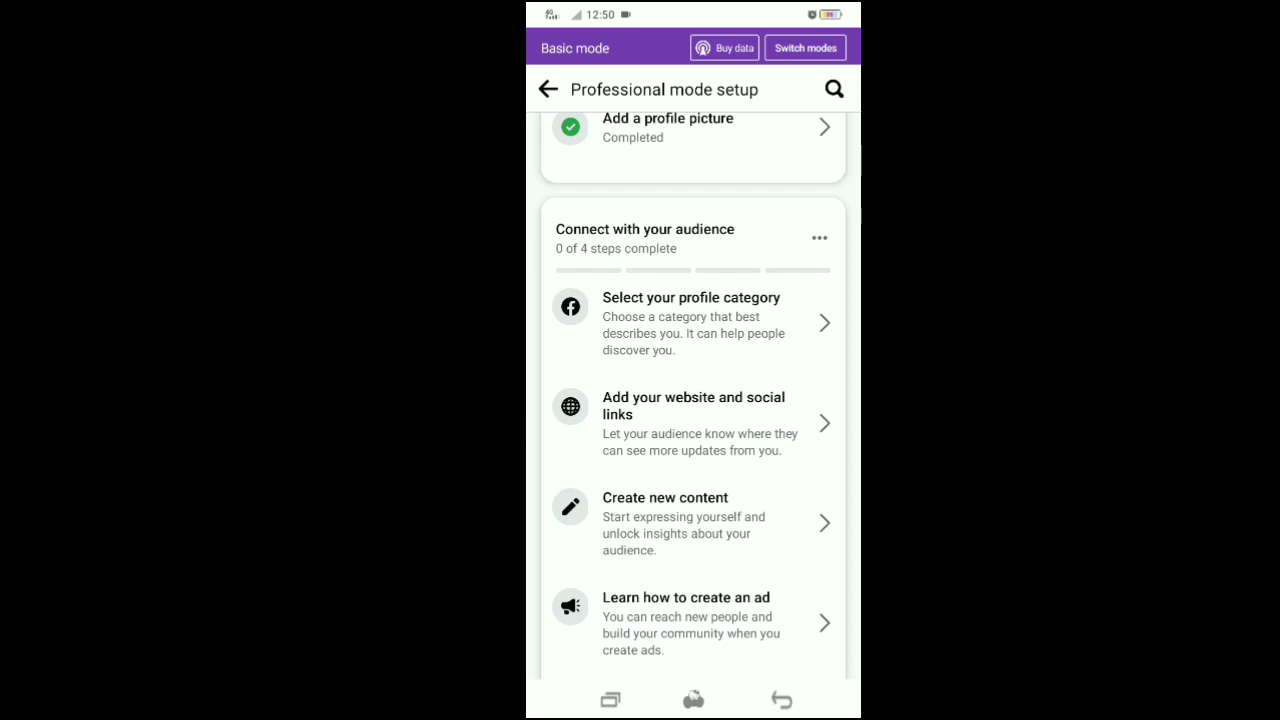 4G 12:50
Basic mode
Buy data
Switch modes
Professional mode setup
Add a profile picture
Completed
Connect with your audience
0 of 4 steps complete
Select your profile category
Choose a category that best
describes you. It can help people
discover you.
Add your website and social
links
Let your audience know where they
can see more updates from you.
Create new content
Start expressing yourself and
unlock insights about your
audience.
Learn how to create an ad
You can reach new people and
build your community when you
create ads.